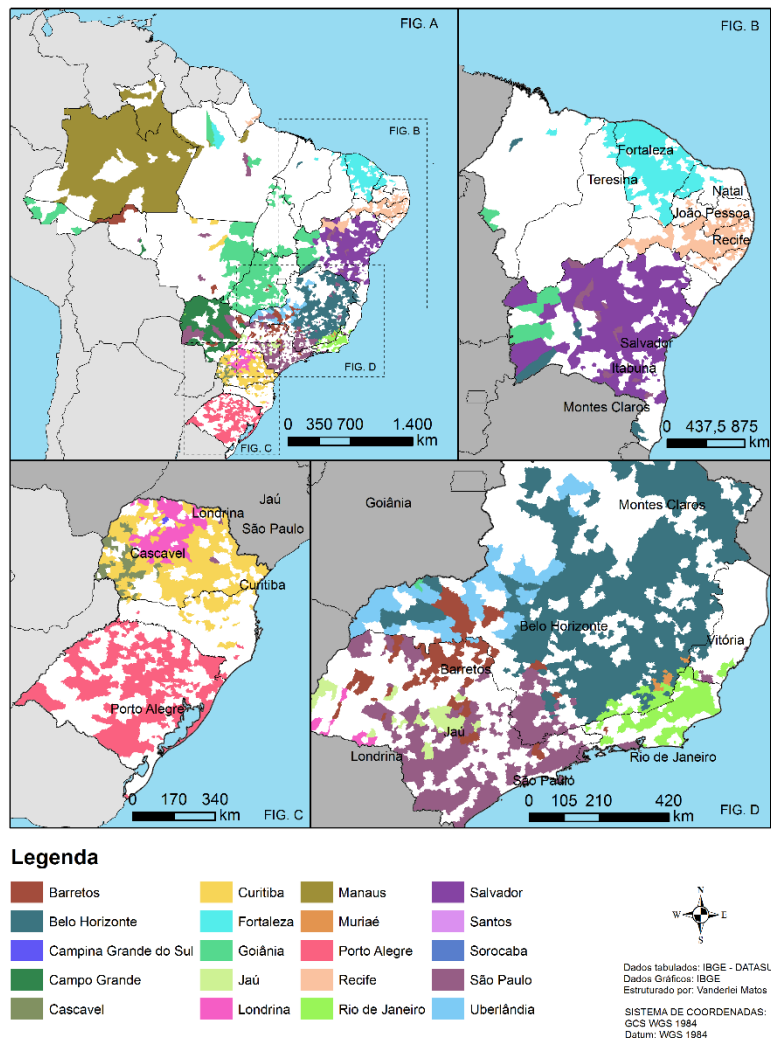 FIG. A
FIG. B
FIG. D
FIG. C
0 350 700 1.400
km
FIG. B
Fortaleza
Teresina
Natal
João Pessoa
Recife
Salvador
Itabuna
Montes Claros
0 437,5 875
km
Jaú
Londrina
São Paulo
Cascavel
Curitiba
Porto Alegre
0 170 340
km
FIG. C
Goiânia
Montes Claros
Belo Horizonte
Vitória
Barretos
Jaú
Londrina
São Paulo
Rio de Janeiro
0 105 210 420
km
FIG. D
Legenda
Barretos
Belo Horizonte
Campina Grande do Sul
Campo Grande
Cascavel
Curitiba
Fortaleza
Goiânia
Jaú
Londrina
Manaus
Muriaé
Porto Alegre
Recife
Rio de Janeiro
Salvador
Santos
Sorocaba
São Paulo
Uberlândia
N
W E
S
Dados tabulados: IBGE - DATASU
Dados Gráficos: IBGE
Estruturado por: Vanderlei Matos
SISTEMA DE COORDENADAS:
GCS WGS 1984
Datum: WGS 1984